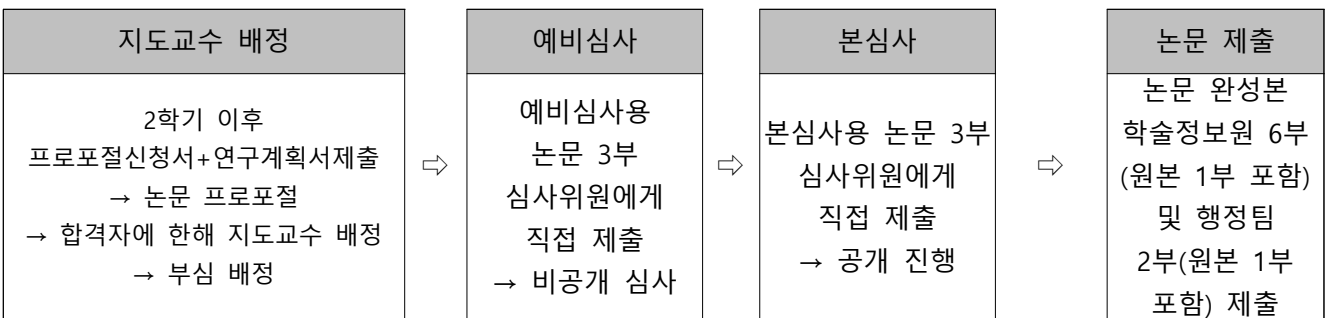 지도교수 배정
2학기 이후
프로포절신청서+연구계획서제출
→ 논문 프로포절
→ 합격자에 한해 지도교수 배정
→ 부심 배정
⇨
예비심사
예비심사용
논문 3부
심사위원에게
직접 제출
→ 비공개 심사
⇨
본심사
본심사용 논문 3부
심사위원에게
직접 제출
→ 공개 진행
⇨
논문 제출
논문 완성본
학술정보원 6부
(원본 1부 포함)
및 행정팀
2부(원본 1부
포함) 제출